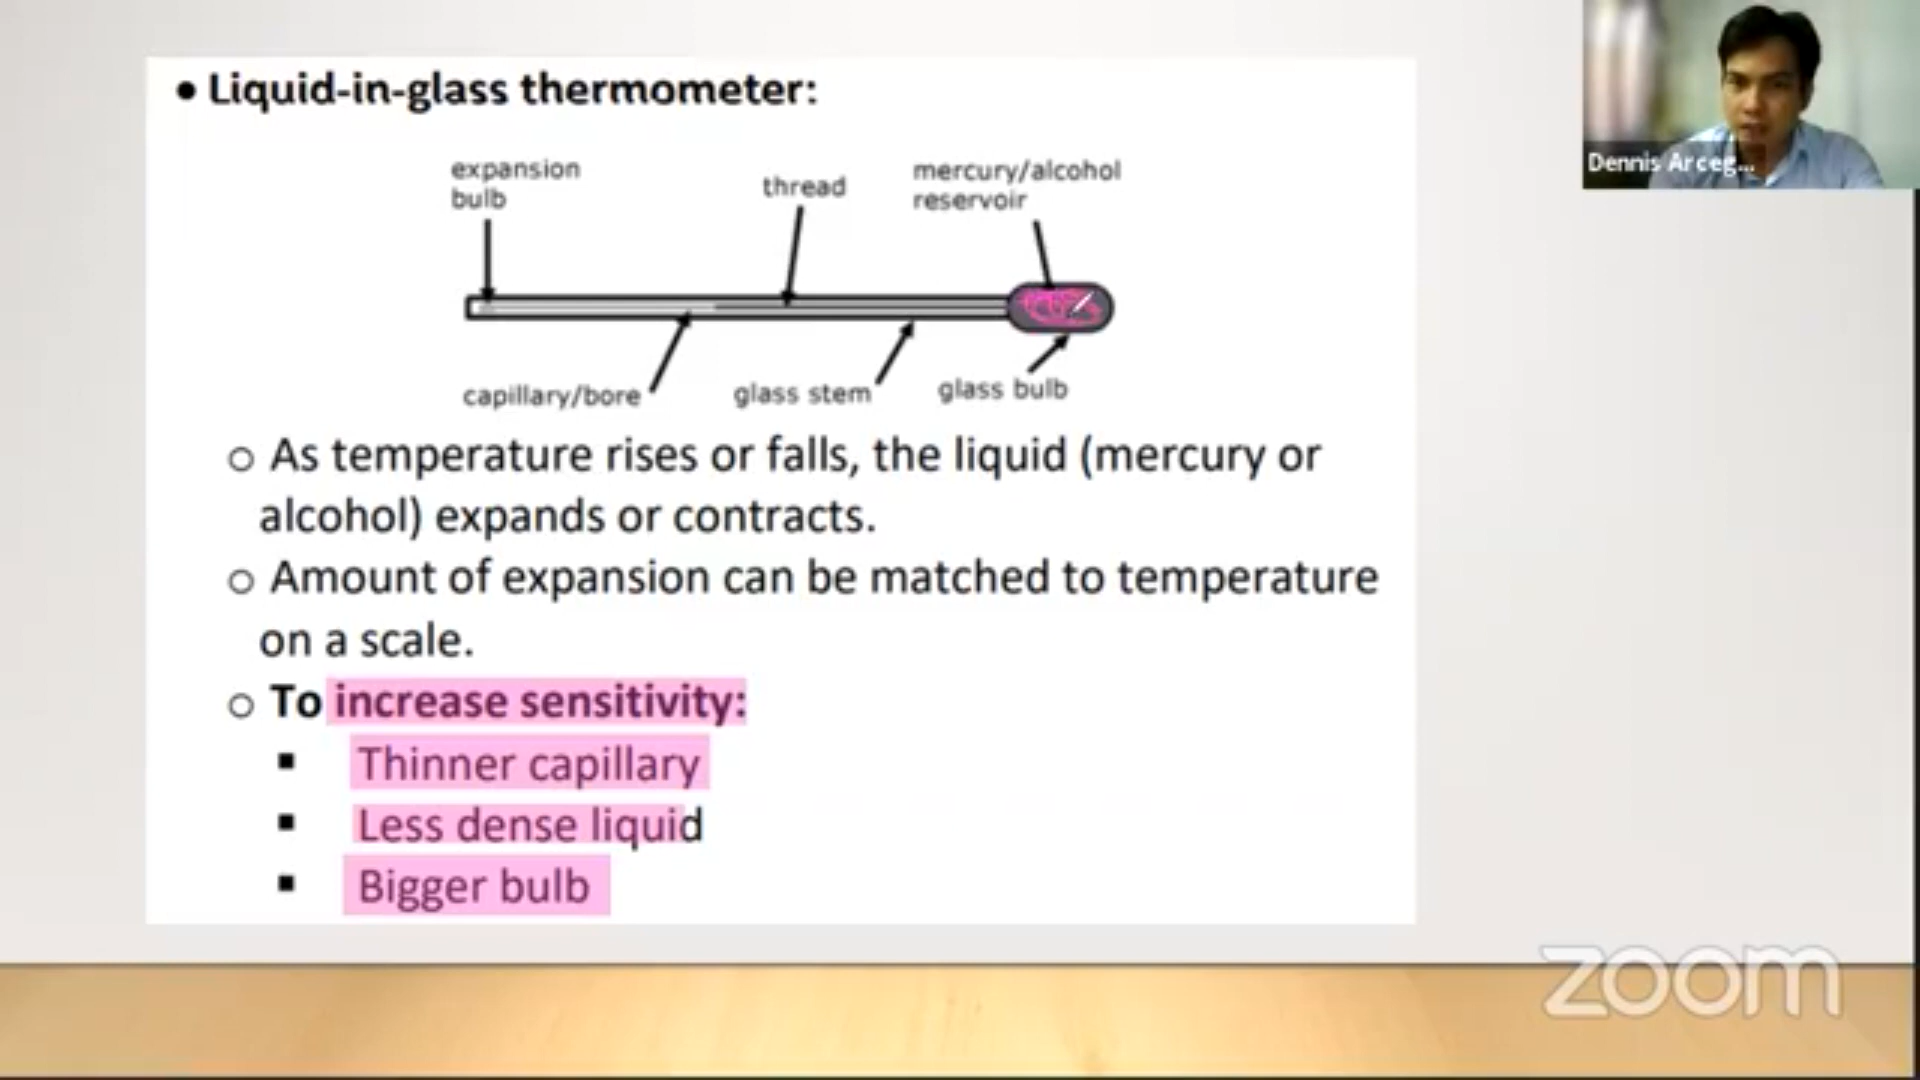 ● Liquid-in-glass thermometer:
expansion
bulb
thread
mercury/alcohol
reservoir
capillary/bore
glass stem
glass bulb
○ As temperature rises or falls, the liquid (mercury or
alcohol) expands or contracts.
○ Amount of expansion can be matched to temperature
on a scale.
○ To increase sensitivity:
▪ Thinner capillary
▪ Less dense liquid
▪ Bigger bulb
Dennis Arceg...
zoom